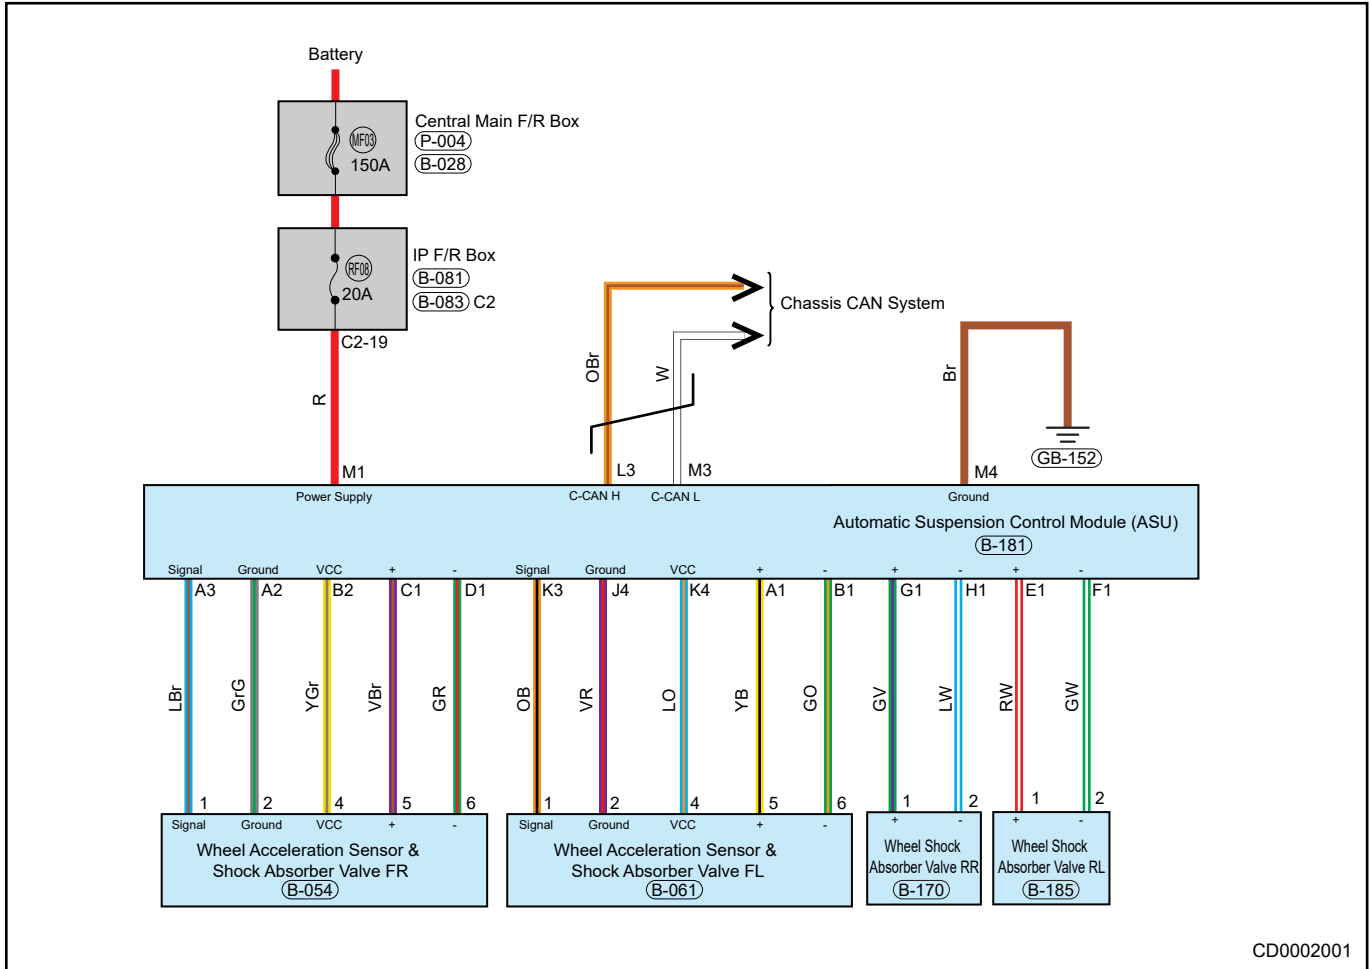 Battery
Central Main F/R Box
P-004
B-028
MF03
150A
IP F/R Box
B-081
B-083 C2
RF08
20A
C2-19
Chassis CAN System
R
OBr
W
Br
GB-152
M1
L3
M3
M4
Power Supply
C-CAN H
C-CAN L
Ground
Automatic Suspension Control Module (ASU)
B-181
Signal Ground VCC + - Signal Ground VCC + - + - + -
A3 A2 B2 C1 D1 K3 J4 K4 A1 B1 G1 H1 E1 F1
LBr GrG YGr VBr GR OB VR LO YB GO GV LW RW GW
1 2 4 5 6 1 2 4 5 6 1 2 1 2
Signal Ground VCC + - Signal Ground VCC + - + - + -
Wheel Acceleration Sensor &
Shock Absorber Valve FR
B-054
Wheel Acceleration Sensor &
Shock Absorber Valve FL
B-061
Wheel Shock
Absorber Valve RR
B-170
Wheel Shock
Absorber Valve RL
B-185
CD0002001